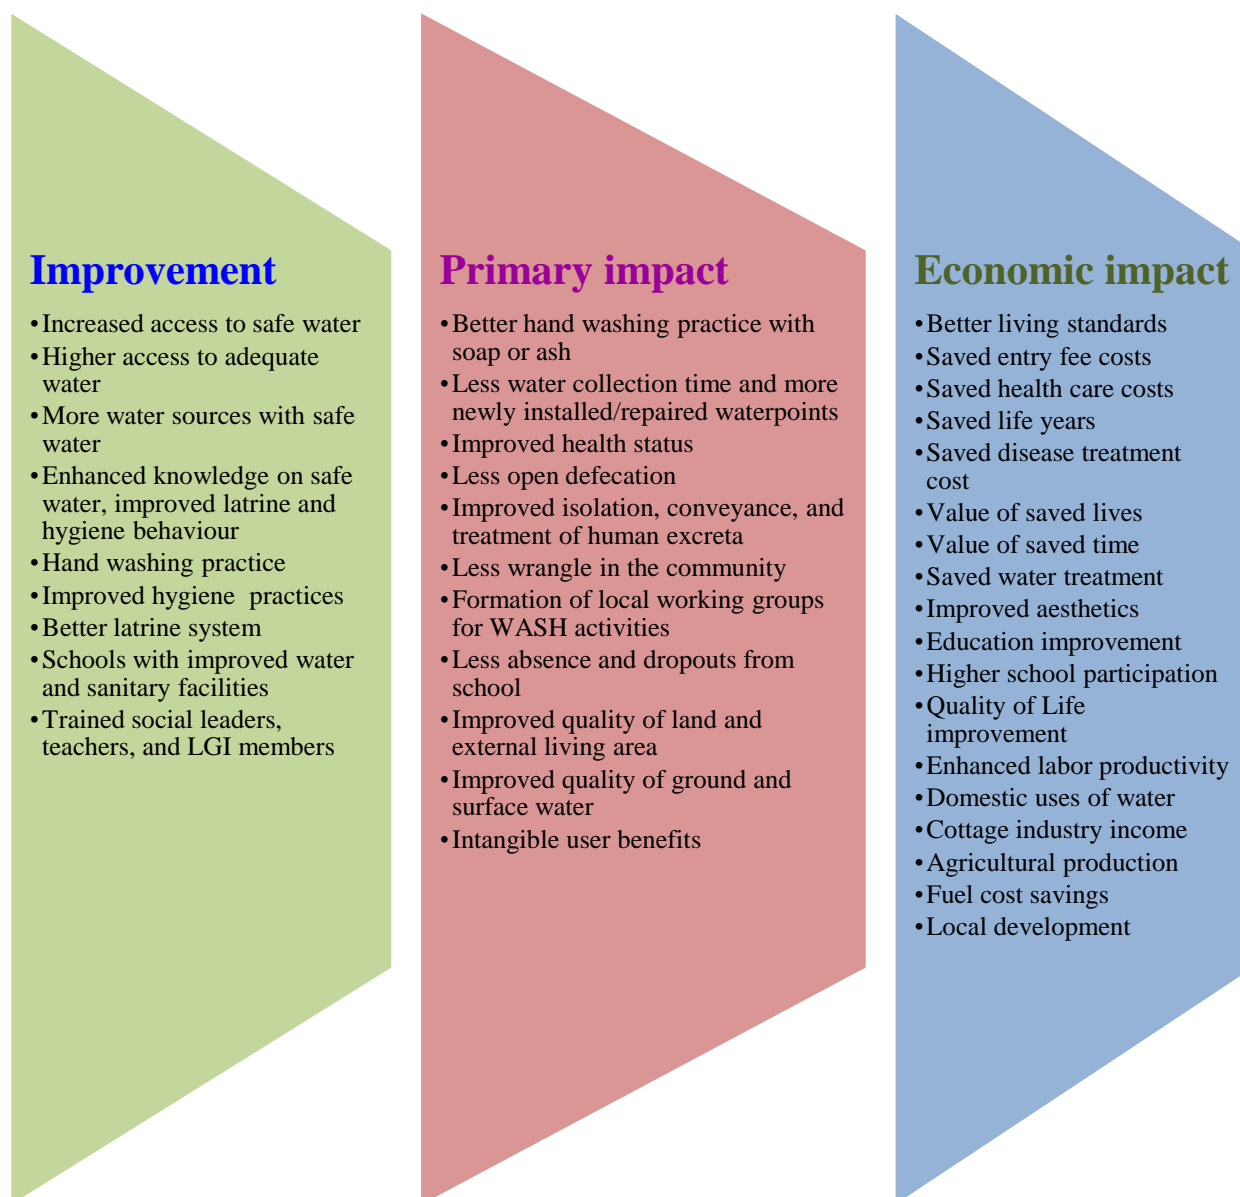 Improvement
•Increased access to safe water
•Higher access to adequate
water
•More water sources with safe
water
•Enhanced knowledge on safe
water, improved latrine and
hygiene behaviour
•Hand washing practice
•Improved hygiene  practices
•Better latrine system
•Schools with improved water
and sanitary facilities
•Trained social leaders,
teachers, and LGI members
Primary impact
•Better hand washing practice with
soap or ash
•Less water collection time and more
newly installed/repaired waterpoints
•Improved health status
•Less open defecation
•Improved isolation, conveyance, and
treatment of human excreta
•Less wrangle in the community
•Formation of local working groups
for WASH activities
•Less absence and dropouts from
school
•Improved quality of land and
external living area
•Improved quality of ground and
surface water
•Intangible user benefits
Economic impact
•Better living standards
•Saved entry fee costs
•Saved health care costs
•Saved life years
•Saved disease treatment
cost
•Value of saved lives
•Value of saved time
•Saved water treatment
•Improved aesthetics
•Education improvement
•Higher school participation
•Quality of Life
improvement
•Enhanced labor productivity
•Domestic uses of water
•Cottage industry income
•Agricultural production
•Fuel cost savings
•Local development